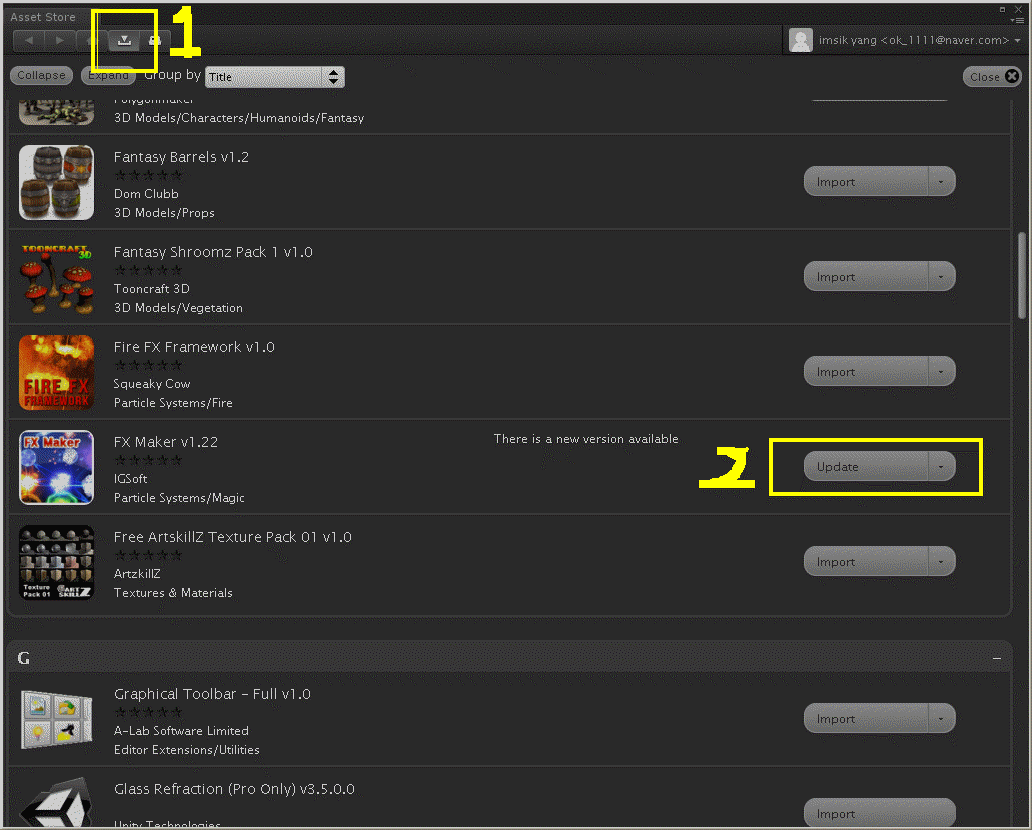 Asset Store
1
imsik yang <ok_1111@naver.com>
Collapse
Expand
Group by
Title
Close
Polygonmaker
3D Models/Characters/Humanoids/Fantasy
Fantasy Barrels v1.2
Dom Clubb
3D Models/Props
Import
TOONCRAFT 3D
Fantasy Shroomz Pack 1 v1.0
Tooncraft 3D
3D Models/Vegetation
Import
FIRE FX
FRAMEWORK
Fire FX Framework v1.0
Squeaky Cow
Particle Systems/Fire
Import
FX Maker
FX Maker v1.22
IGSoft
Particle Systems/Magic
There is a new version available
2
Update
Texture
Pack 01
ARTSKILLZ
Free ArtskillZ Texture Pack 01 v1.0
ArtzkillZ
Textures & Materials
Import
G
Graphical Toolbar - Full v1.0
A-Lab Software Limited
Editor Extensions/Utilities
Import
Glass Refraction (Pro Only) v3.5.0.0
Unity Technologies
Import